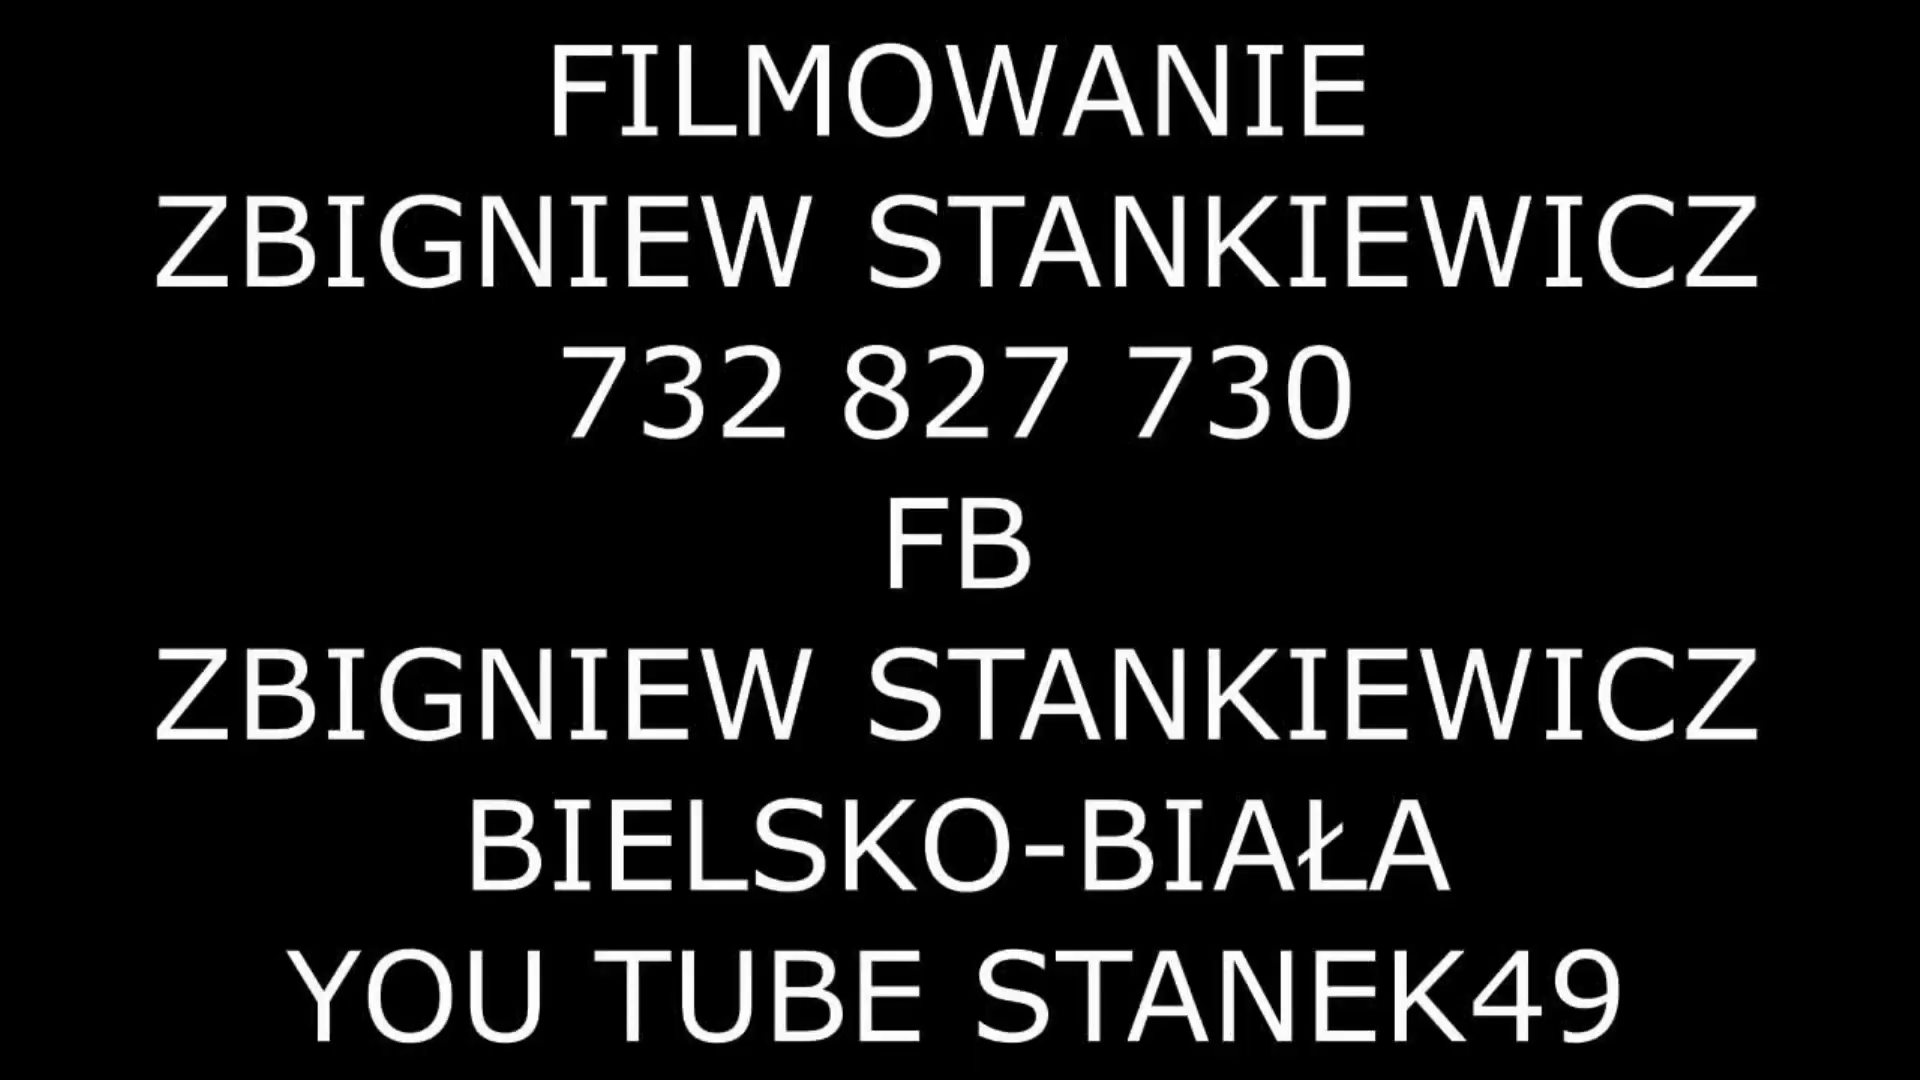 FILMOWANIE
ZBIGNIEW STANKIEWICZ
732 827 730
FB
ZBIGNIEW STANKIEWICZ
BIELSKO-BIAŁA
YOU TUBE STANEK49